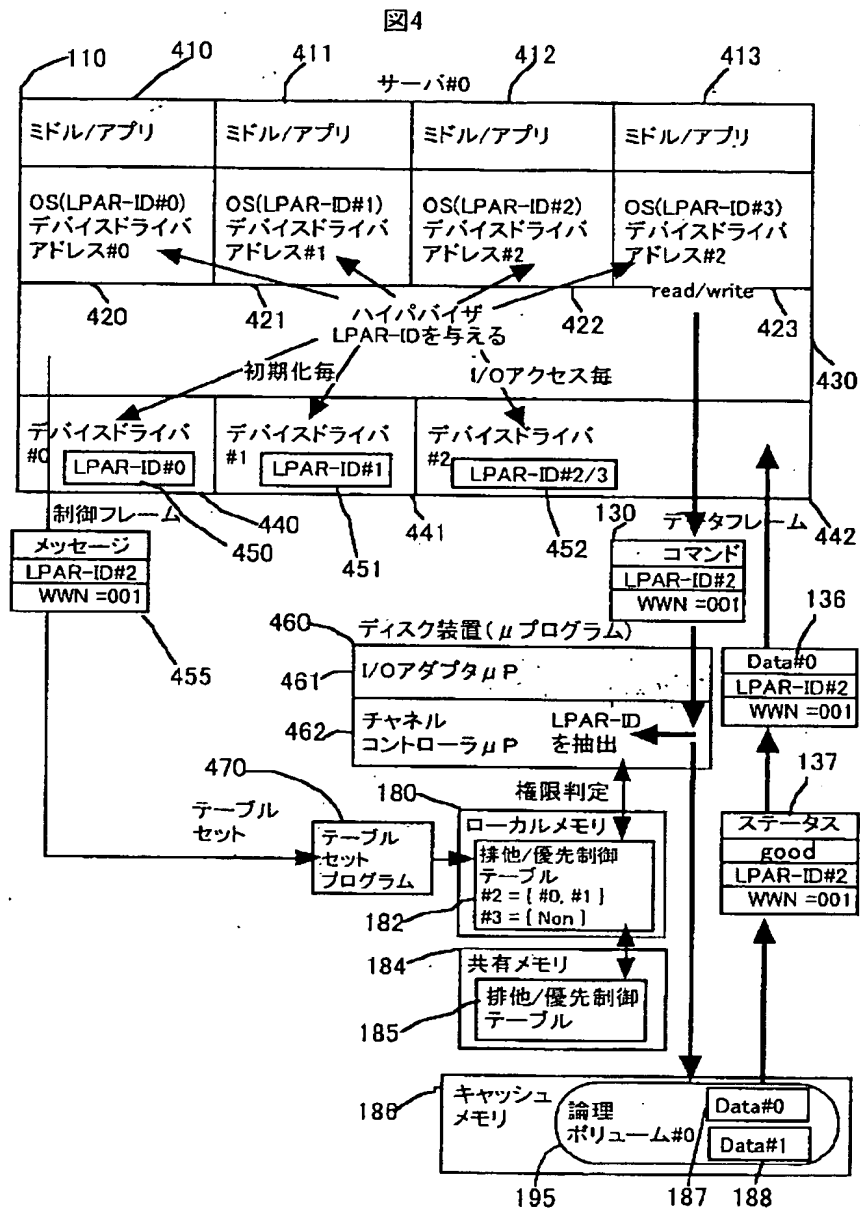 図4
110
410
411
412
413
サーバ#0
ミドル/アプリ
ミドル/アプリ
ミドル/アプリ
ミドル/アプリ
OS(LPAR-ID#0)
デバイスドライバ
アドレス#0
OS(LPAR-ID#1)
デバイスドライバ
アドレス#1
OS(LPAR-ID#2)
デバイスドライバ
アドレス#2
OS(LPAR-ID#3)
デバイスドライバ
アドレス#2
420
421
422
423
read/write
ハイパバイザ
LPAR-IDを与える
430
初期化毎
I/Oアクセス毎
デバイスドライバ
#0
LPAR-ID#0
デバイスドライバ
#1
LPAR-ID#1
デバイスドライバ
#2
LPAR-ID#2/3
制御フレーム
440
450
441
451
452
130
データフレーム
442
メッセージ
LPAR-ID#2
WWN=001
455
コマンド
LPAR-ID#2
WWN=001
460
ディスク装置(μプログラム)
461
I/OアダプタμP
462
チャネル
コントローラμP
LPAR-ID
を抽出
136
Data#0
LPAR-ID#2
WWN=001
470
180
権限判定
137
テーブル
セット
テーブル
セット
プログラム
ローカルメモリ
排他/優先制御
テーブル
#2 = { #0, #1 }
#3 = { Non }
182
ステータス
good
LPAR-ID#2
WWN=001
184
共有メモリ
排他/優先制御
テーブル
185
186
キャッシュ
メモリ
論理
ボリューム#0
Data#0
Data#1
195
187
188